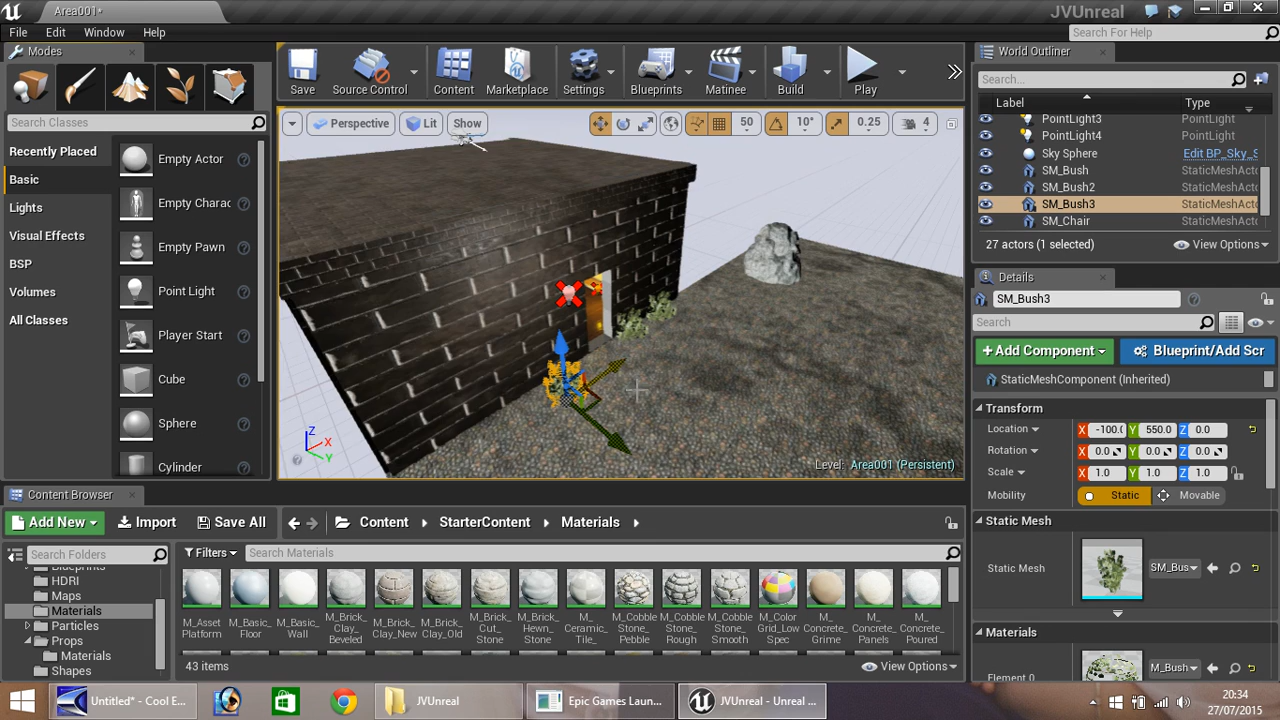 Area001*
JVUnreal
File Edit Window Help
Search For Help
Modes
Search Classes
Recently Placed
Basic
Lights
Visual Effects
BSP
Volumes
All Classes
Empty Actor
Empty Charac
Empty Pawn
Point Light
Player Start
Cube
Sphere
Cylinder
Save Source Control Content Marketplace Settings Blueprints Matinee Build Play
Perspective Lit Show 50 10° 0.25 4
Z
X
Y
Level: Area001 (Persistent)
World Outliner
Search...
Label Type
PointLight3 PointLight
PointLight4 PointLight
Sky Sphere Edit BP_Sky_S
SM_Bush StaticMeshActo
SM_Bush2 StaticMeshActo
SM_Bush3 StaticMeshActo
SM_Chair StaticMeshActo
27 actors (1 selected) View Options
Details
SM_Bush3
Search
+Add Component Blueprint/Add Scr
StaticMeshComponent (Inherited)
Transform
Location X -100.( Y 550.0 Z 0.0
Rotation X 0.0 Y 0.0 Z 0.0
Scale X 1.0 Y 1.0 Z 1.0
Mobility Static Movable
Static Mesh
Static Mesh SM_Bus
Materials
Element 0 M_Bush
Content Browser
Add New Import Save All Content StarterContent Materials
Search Folders
Blueprints
HDRI
Maps
Materials
Particles
Props
Materials
Shapes
Filters Search Materials
M_Asset Platform
M_Basic_ Floor
M_Basic_ Wall
M_Brick_ Clay_ Beveled
M_Brick_ Clay_New
M_Brick_ Clay_Old
M_Brick_ Cut_ Stone
M_Brick_ Hewn_ Stone
M_ Ceramic_ Tile_
M_Cobble Stone_ Pebble
M_Cobble Stone_ Rough
M_Cobble Stone_ Smooth
M_Color Grid_Low Spec
M_ Concrete_ Grime
M_ Concrete_ Panels
M_ Concrete_ Poured
43 items View Options
Untitled* - Cool E... JVUnreal Epic Games Laun... JVUnreal - Unreal ...
20:34
27/07/2015